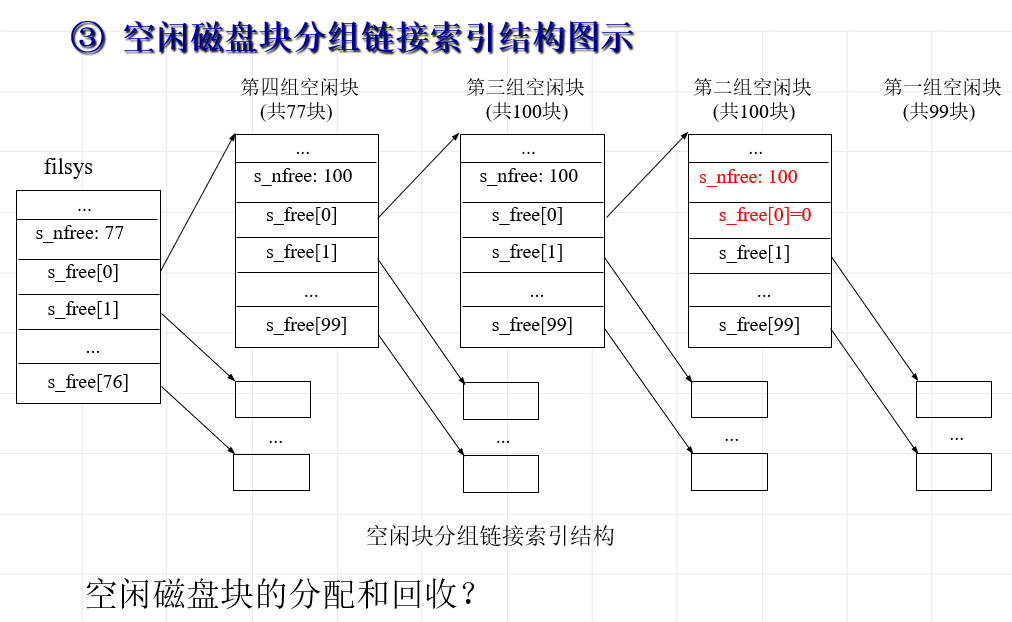 ③ 空闲磁盘块分组链接索引结构图示
第四组空闲块
(共77块)
第三组空闲块
(共100块)
第二组空闲块
(共100块)
第一组空闲块
(共99块)
filsys
...
s_nfree: 77
s_free[0]
s_free[1]
...
s_free[76]
...
s_nfree: 100
s_free[0]
s_free[1]
...
s_free[99]
...
...
s_nfree: 100
s_free[0]
s_free[1]
...
s_free[99]
...
...
s_nfree: 100
s_free[0]=0
s_free[1]
...
s_free[99]
...
...
空闲块分组链接索引结构
空闲磁盘块的分配和回收？